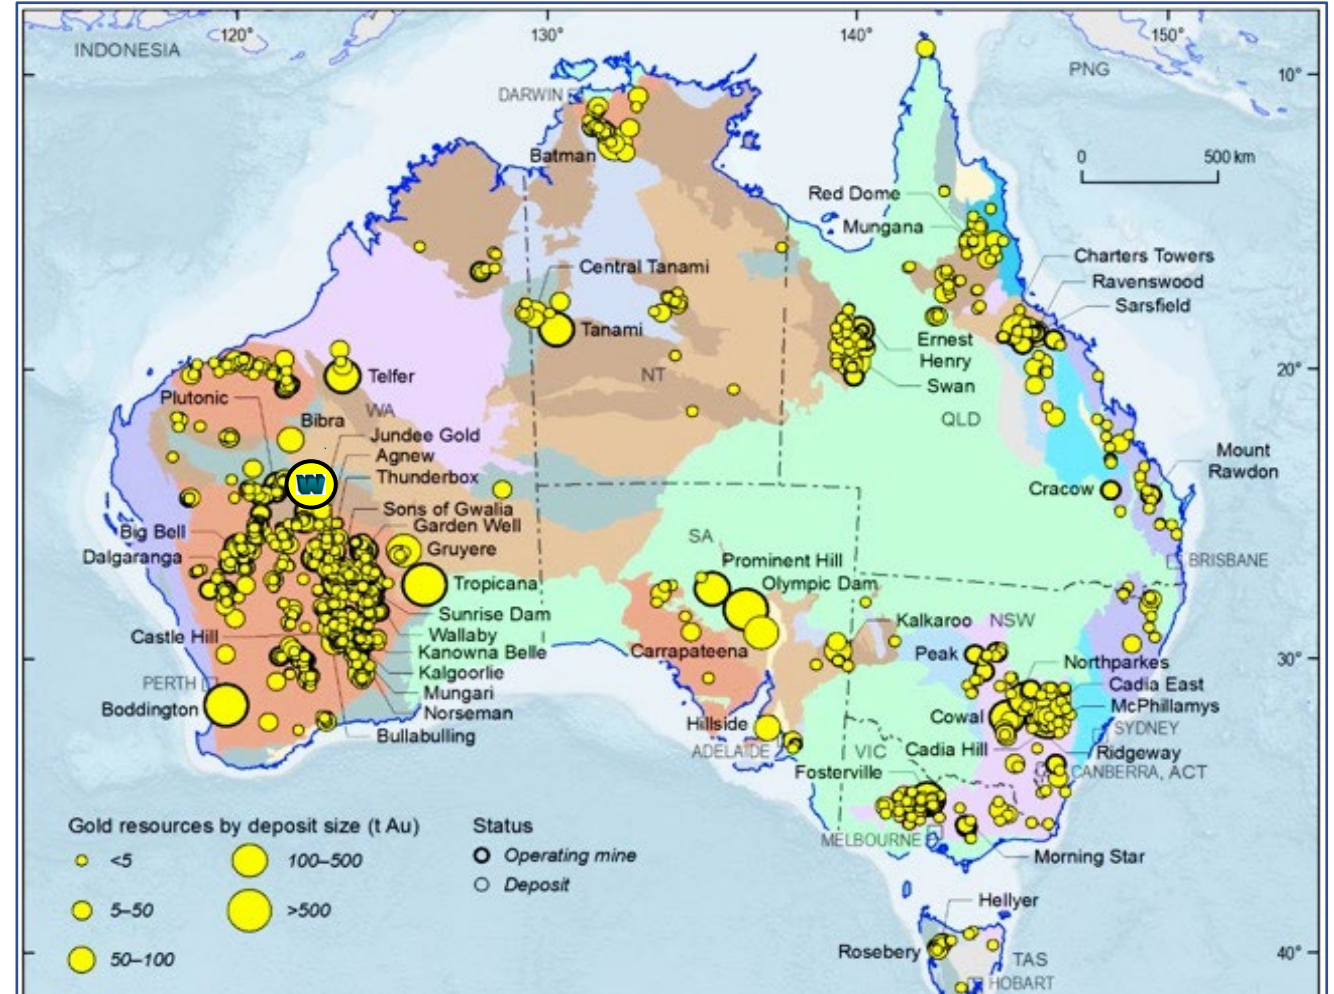 120°
130°
140°
150°
INDONESIA
PNG
10°
DARWIN
Batman
0
500 km
Red Dome
Mungana
Central Tanami
Charters Towers
Ravenswood
Sarsfield
Tanami
Ernest
Henry
Swan
20°
Telfer
NT
Plutonic
WA
Bibra
QLD
Jundee Gold
Agnew
Thunderbox
Mount
Rawdon
W
Cracow
Sons of Gwalia
Garden Well
Big Bell
Gruyere
Dalgaranga
SA
Prominent Hill
BRISBANE
Tropicana
Olympic Dam
Sunrise Dam
Kalkaroo
NSW
Castle Hill
Wallaby
Kanowna Belle
Carrapateena
Peak
30°
Northparkes
Kalgoorlie
PERTH
Cadia East
Mungari
McPhillamys
Boddington
Norseman
Cowal
Hillside
SYDNEY
Bullabulling
ADELAIDE
VIC
Cadia Hill
Ridgeway
Fosterville
CANBERRA, ACT
MELBOURNE
Morning Star
Gold resources by deposit size (t Au)
<5
5–50
50–100
100–500
>500
Status
Operating mine
Deposit
Hellyer
Rosebery
40°
TAS
HOBART